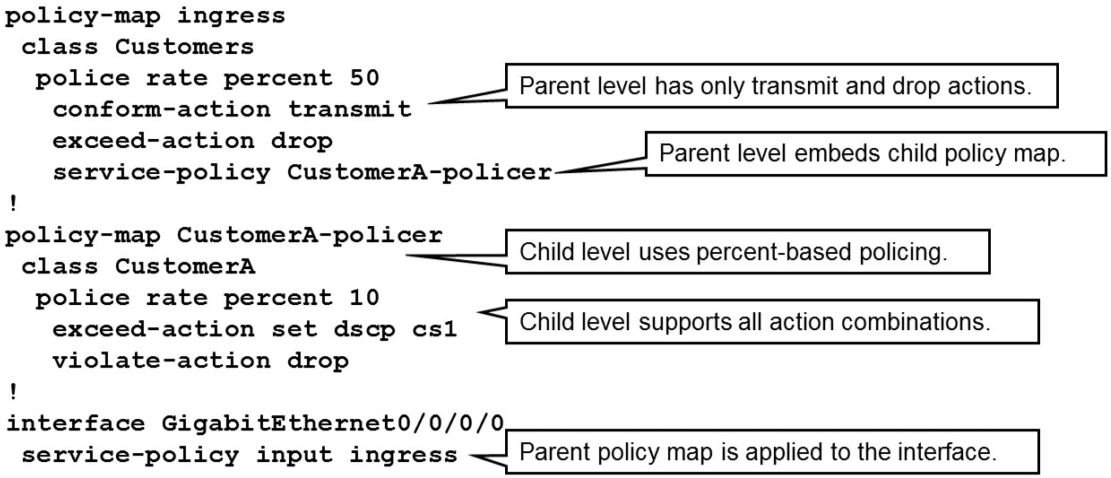 policy-map ingress
 class Customers
  police rate percent 50
   conform-action transmit
   exceed-action drop
   service-policy CustomerA-policer
!
policy-map CustomerA-policer
 class CustomerA
  police rate percent 10
   exceed-action set dscp cs1
   violate-action drop
!
interface GigabitEthernet0/0/0/0
 service-policy input ingress
Parent level has only transmit and drop actions.
Parent level embeds child policy map.
Child level uses percent-based policing.
Child level supports all action combinations.
Parent policy map is applied to the interface.